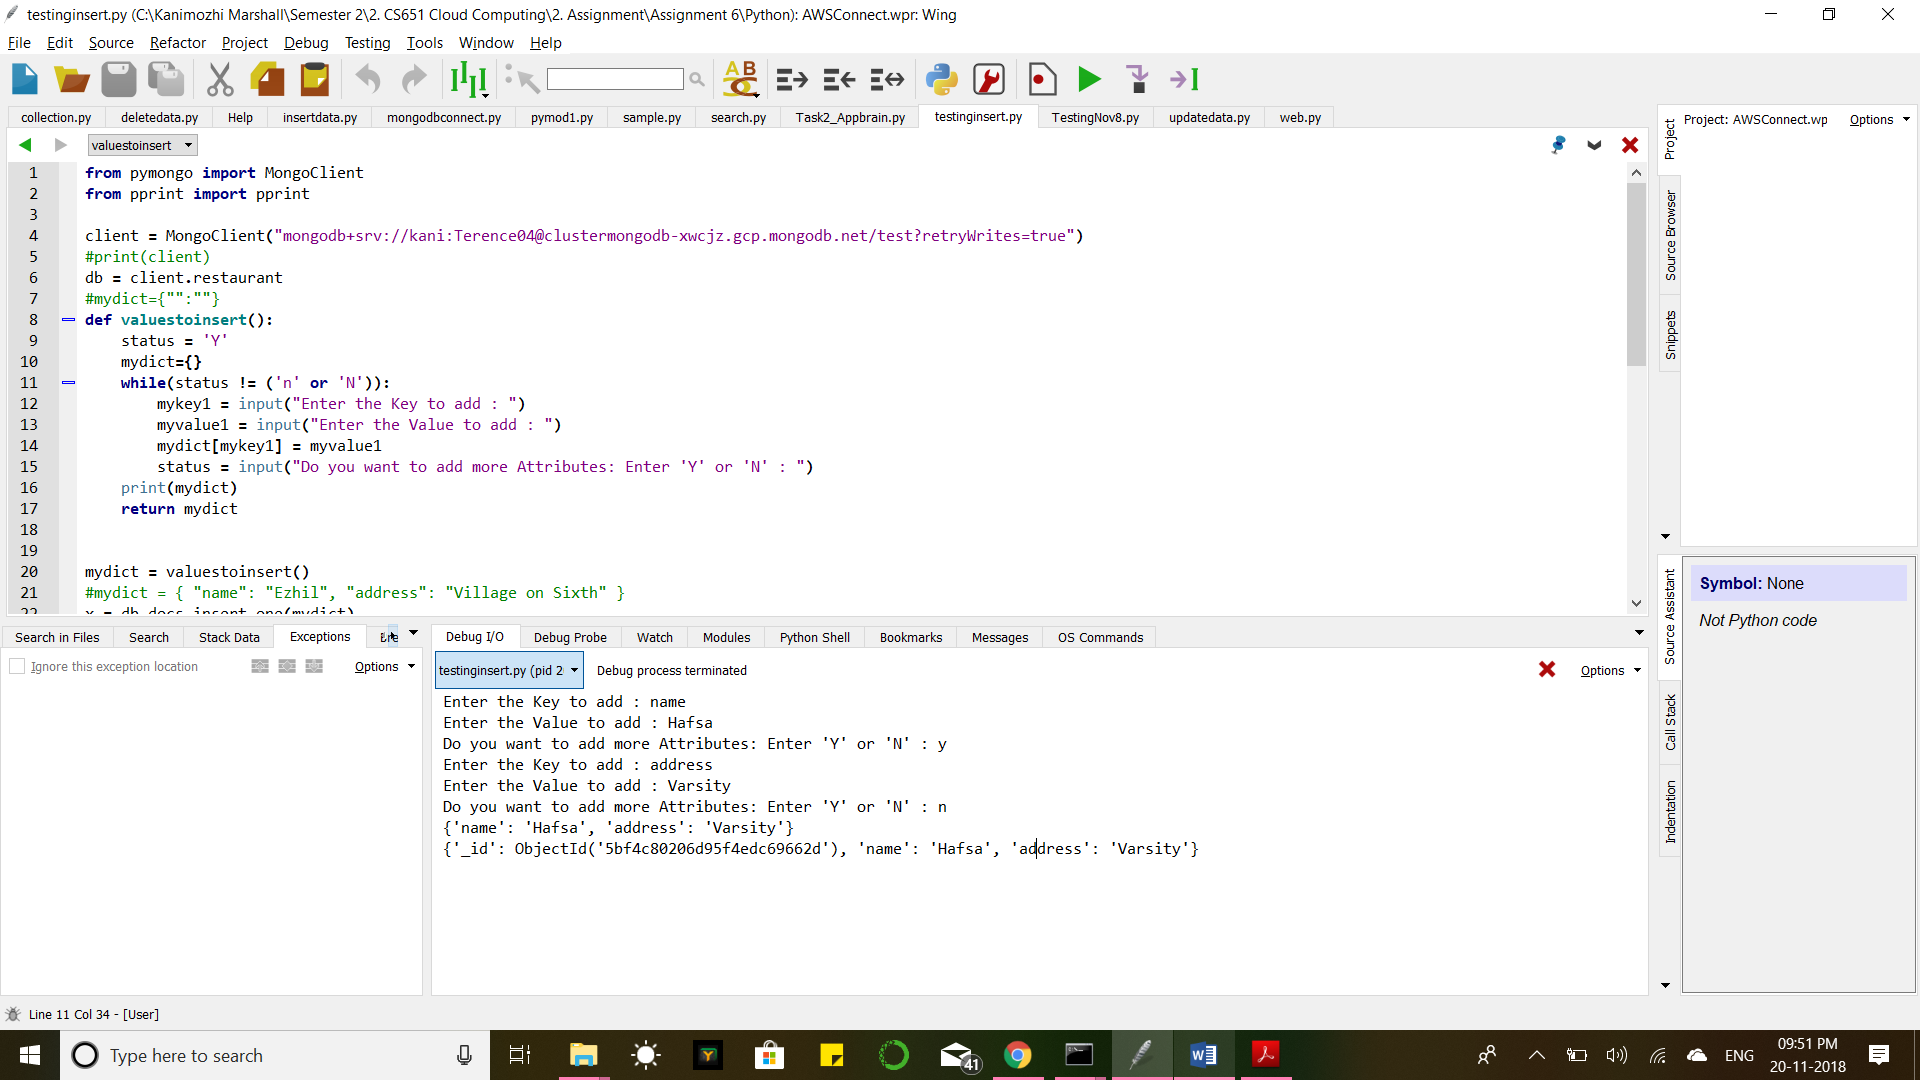 testinginsert.py (C:\Kanimozhi Marshall\Semester 2\2. CS651 Cloud Computing\2. Assignment\Assignment 6\Python): AWSConnect.wpr: Wing
File Edit Source Refactor Project Debug Testing Tools Window Help
collection.py deletedata.py Help insertdata.py mongodbconnect.py pymod1.py sample.py search.py Task2_Appbrain.py testinginsert.py TestingNov8.py updatedata.py web.py
valuestoinsert
1 from pymongo import MongoClient
2 from pprint import pprint
3
4 client = MongoClient("mongodb+srv://kani:Terence04@clustermongodb-xwcjz.gcp.mongodb.net/test?retryWrites=true")
5 #print(client)
6 db = client.restaurant
7 #mydict={"":""}
8 def valuestoinsert():
9 status = 'Y'
10 mydict={}
11 while(status != ('n' or 'N')):
12 mykey1 = input("Enter the Key to add : ")
13 myvalue1 = input("Enter the Value to add : ")
14 mydict[mykey1] = myvalue1
15 status = input("Do you want to add more Attributes: Enter 'Y' or 'N' : ")
16 print(mydict)
17 return mydict
18
19
20 mydict = valuestoinsert()
21 #mydict = { "name": "Ezhil", "address": "Village on Sixth" }
22 x = db.docs.insert_one(mydict)
Project
Source Browser
Snippets
Project: AWSConnect.wp Options
Source Assistant
Call Stack
Indentation
Symbol: None
Not Python code
Search in Files Search Stack Data Exceptions
Ignore this exception location Options
Debug I/O Debug Probe Watch Modules Python Shell Bookmarks Messages OS Commands
testinginsert.py (pid 2 Debug process terminated Options
Enter the Key to add : name
Enter the Value to add : Hafsa
Do you want to add more Attributes: Enter 'Y' or 'N' : y
Enter the Key to add : address
Enter the Value to add : Varsity
Do you want to add more Attributes: Enter 'Y' or 'N' : n
{'name': 'Hafsa', 'address': 'Varsity'}
{'_id': ObjectId('5bf4c80206d95f4edc69662d'), 'name': 'Hafsa', 'address': 'Varsity'}
Line 11 Col 34 - [User]
Type here to search
41
ENG
09:51 PM
20-11-2018